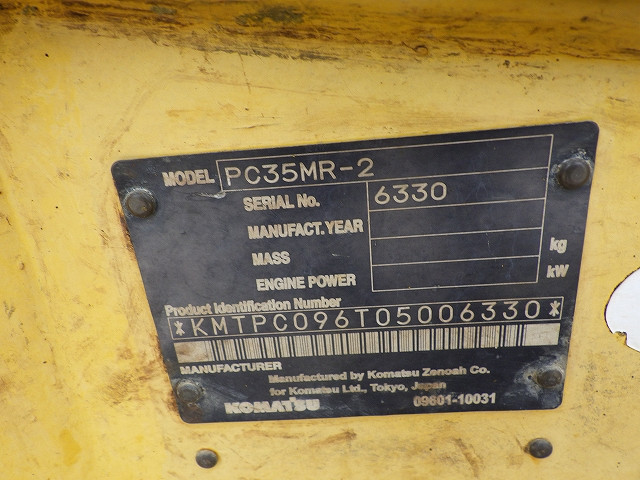 MODEL PC35MR-2
SERIAL No. 6330
MANUFACT. YEAR
MASS kg
ENGINE POWER kW
Product Identification Number
*KMTPC096T05006330*
MANUFACTURER
Manufactured by Komatsu Zenoah Co.
for Komatsu Ltd., Tokyo, Japan
KOMATSU 09601-10031